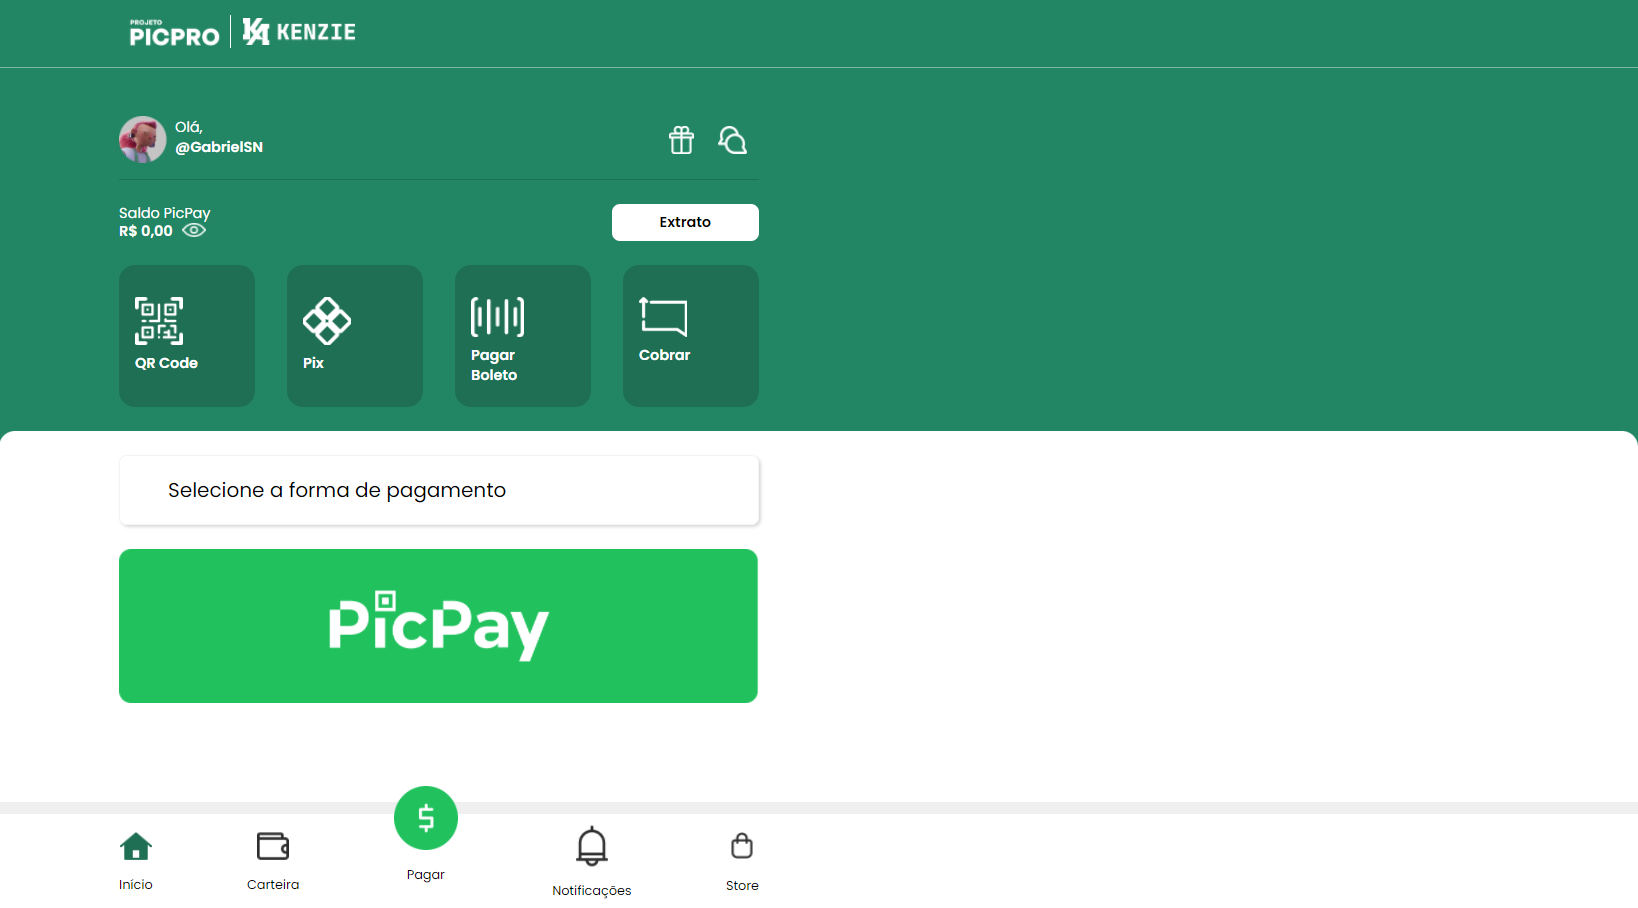 PROJETO
PICPRO
KENZIE
Olá,
@GabrielSN
Saldo PicPay
R$ 0,00
Extrato
QR Code
Pix
Pagar
Boleto
Cobrar
Selecione a forma de pagamento
PicPay
Início
Carteira
$
Pagar
Notificações
Store